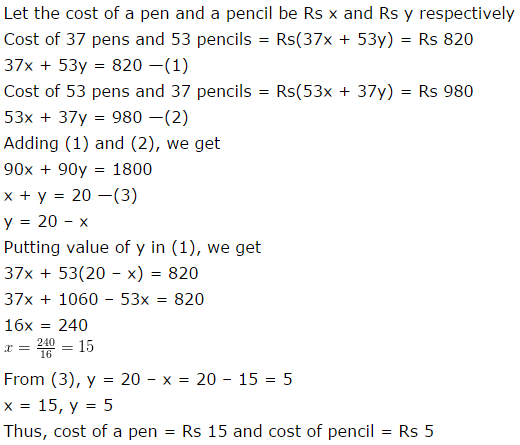 Let the cost of a pen and a pencil be Rs x and Rs y respectively
Cost of 37 pens and 53 pencils = Rs(37x + 53y) = Rs 820
37x + 53y = 820 —(1)
Cost of 53 pens and 37 pencils = Rs(53x + 37y) = Rs 980
53x + 37y = 980 —(2)
Adding (1) and (2), we get
90x + 90y = 1800
x + y = 20 —(3)
y = 20 − x
Putting value of y in (1), we get
37x + 53(20 − x) = 820
37x + 1060 − 53x = 820
16x = 240
x = 240/16 = 15
From (3), y = 20 − x = 20 − 15 = 5
x = 15, y = 5
Thus, cost of a pen = Rs 15 and cost of pencil = Rs 5